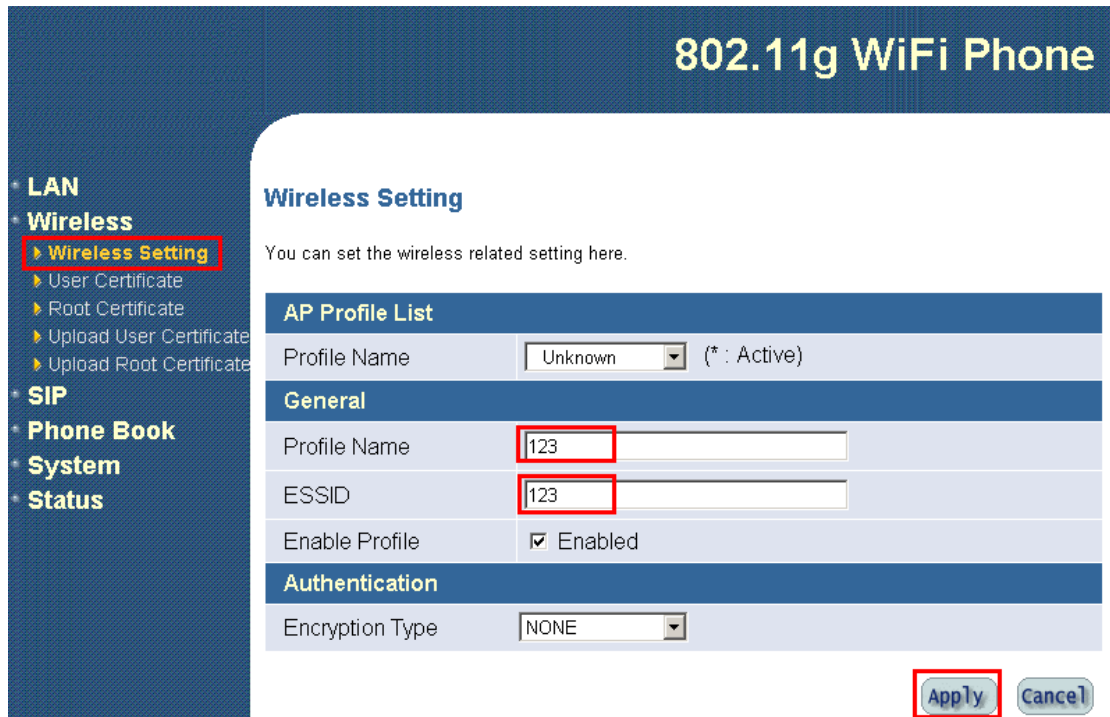 802.11g WiFi Phone
LAN
Wireless
Wireless Setting
User Certificate
Root Certificate
Upload User Certificate
Upload Root Certificate
SIP
Phone Book
System
Status
Wireless Setting
You can set the wireless related setting here.
AP Profile List
Profile Name Unknown (* : Active)
General
Profile Name 123
ESSID 123
Enable Profile Enabled
Authentication
Encryption Type NONE
Apply Cancel